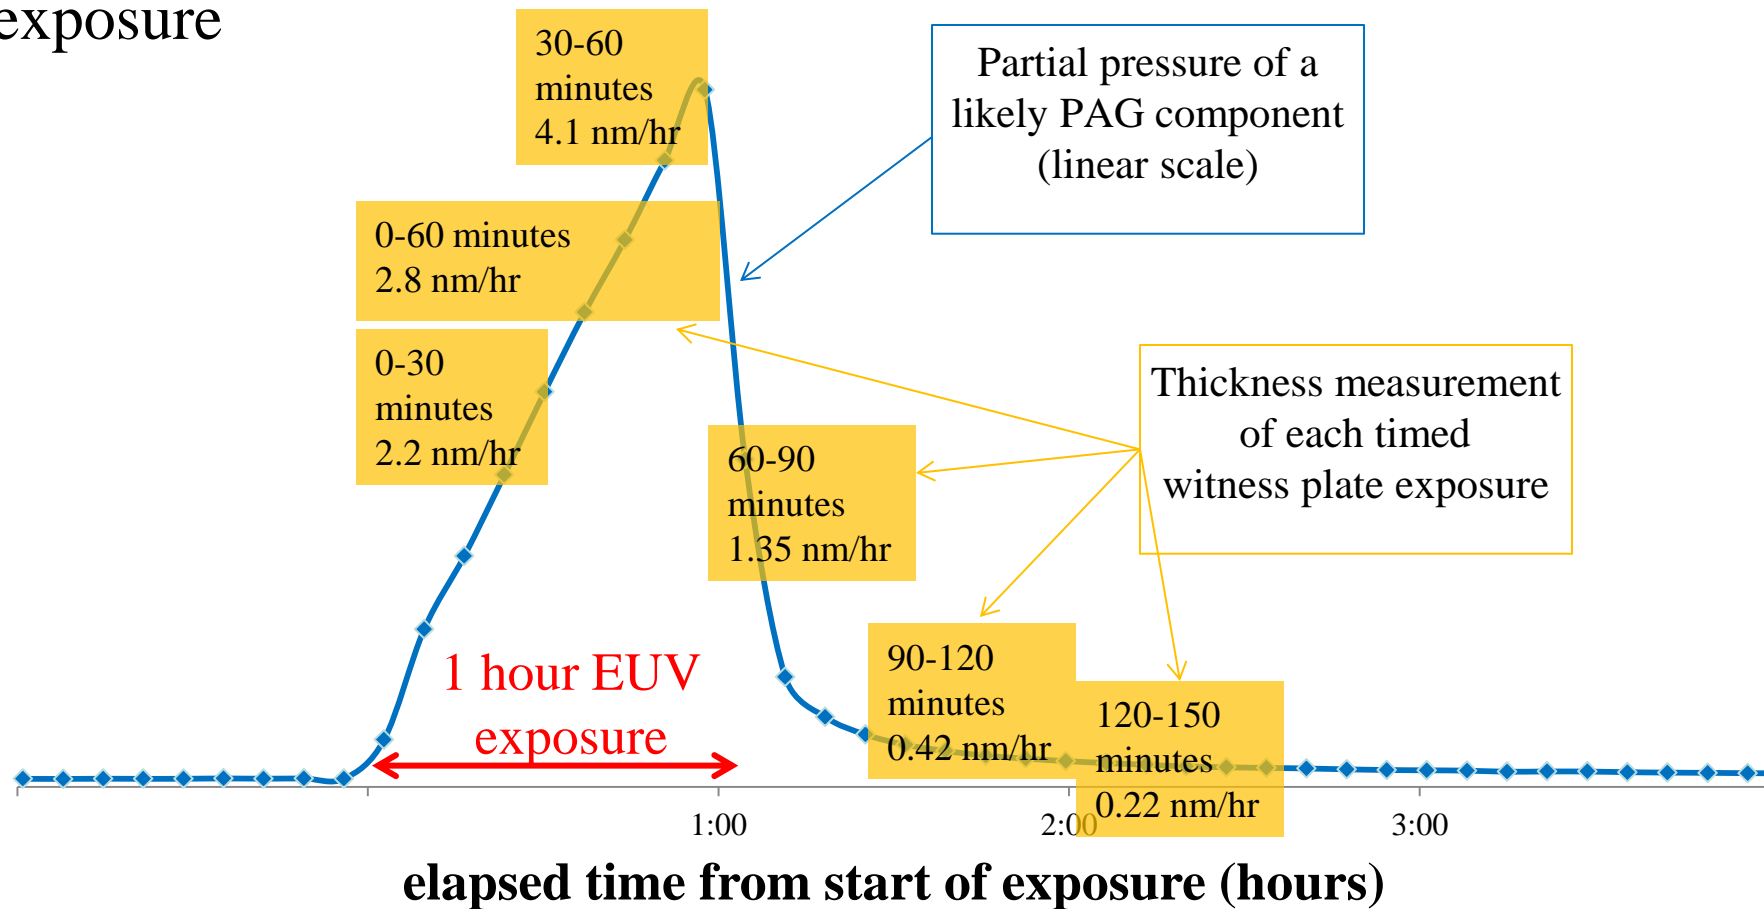 exposure
30-60
minutes
4.1 nm/hr
Partial pressure of a
likely PAG component
(linear scale)
0-60 minutes
2.8 nm/hr
0-30
minutes
2.2 nm/hr
Thickness measurement
of each timed
witness plate exposure
60-90
minutes
1.35 nm/hr
1 hour EUV
exposure
90-120
minutes
0.42 nm/hr
120-150
minutes
0.22 nm/hr
1:00
2:00
3:00
elapsed time from start of exposure (hours)